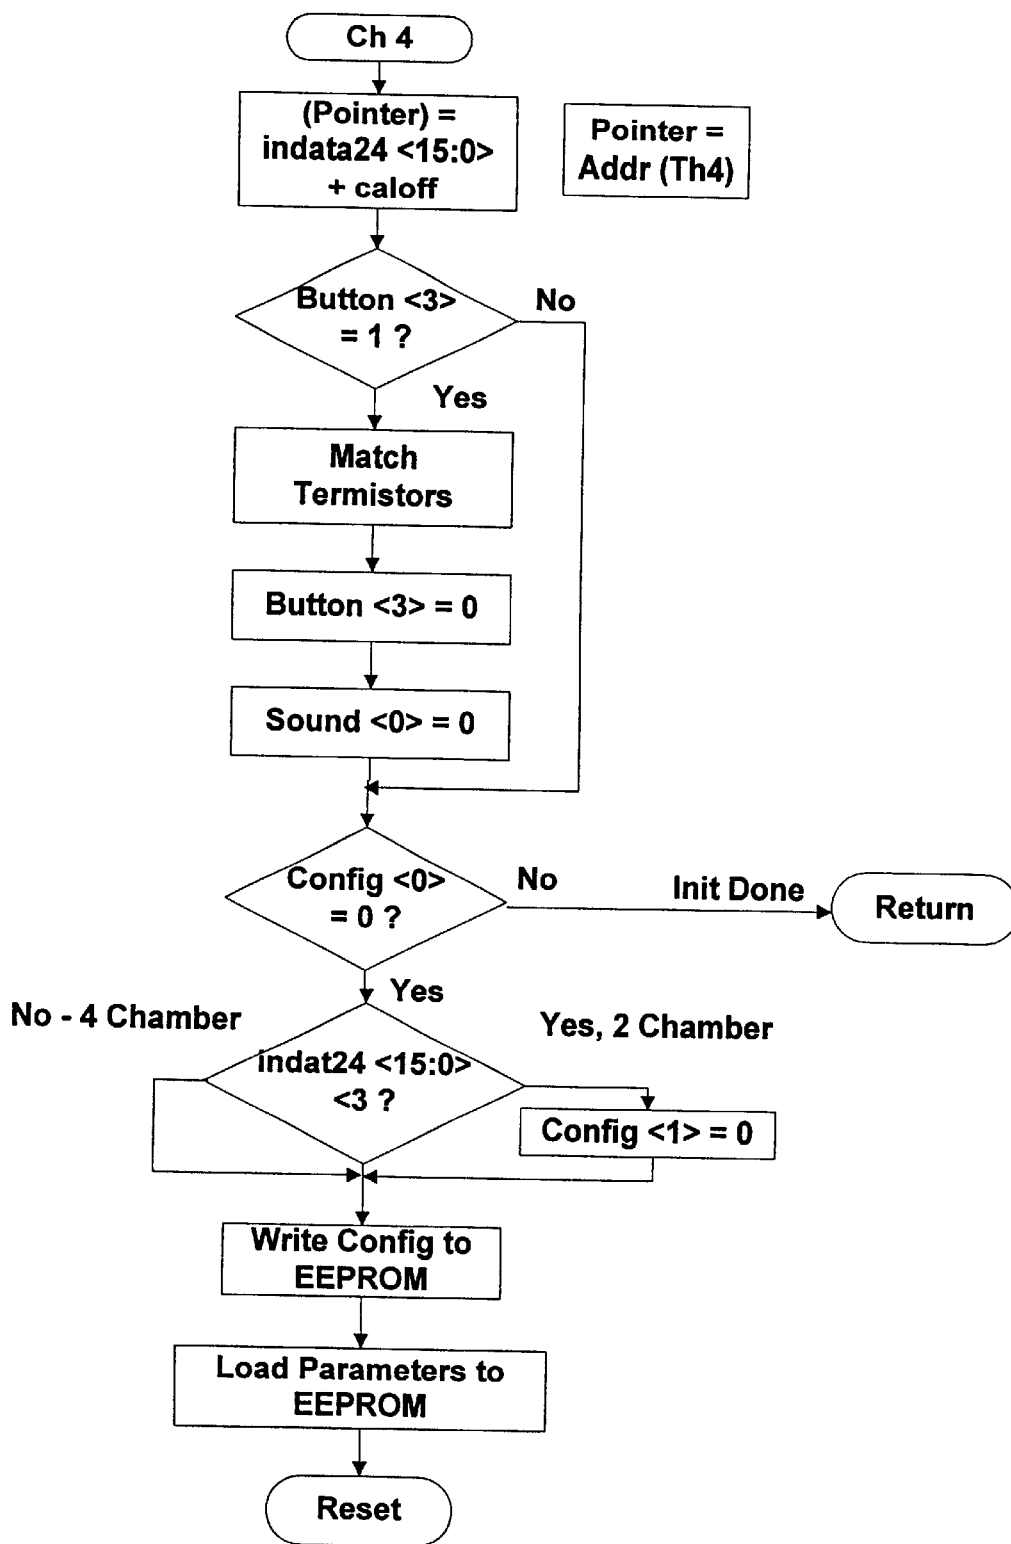 Ch 4
(Pointer) =
indata24 <15:0>
+ caloff
Pointer =
Addr (Th4)
Button <3>
= 1 ?
No
Yes
Match
Termistors
Button <3> = 0
Sound <0> = 0
Config <0>
= 0 ?
No
Init Done
Return
Yes
No - 4 Chamber
Yes, 2 Chamber
indat24 <15:0>
<3 ?
Config <1> = 0
Write Config to
EEPROM
Load Parameters to
EEPROM
Reset